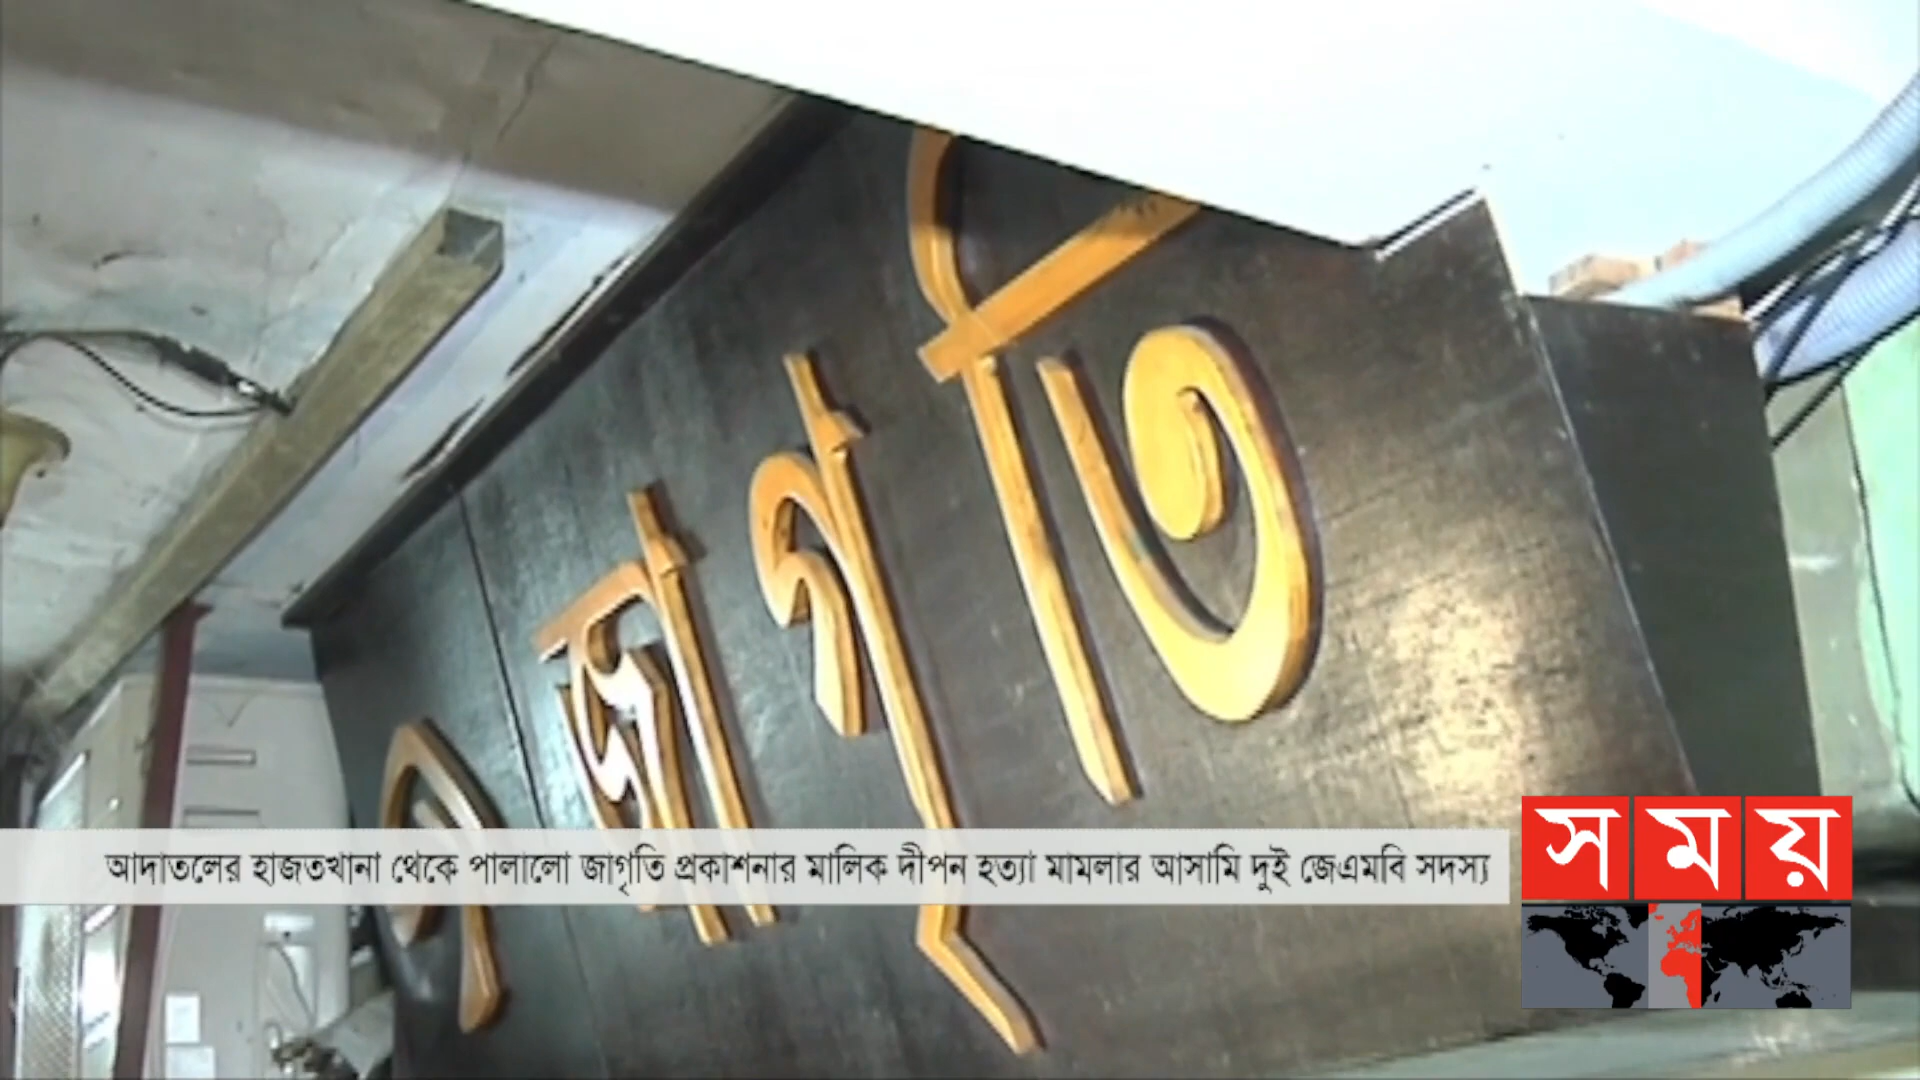 জাগৃতি
আদাতলের হাজতখানা থেকে পালালো জাগৃতি প্রকাশনার মালিক দীপন হত্যা মামলার আসামি দুই জেএমবি সদস্য
সময়